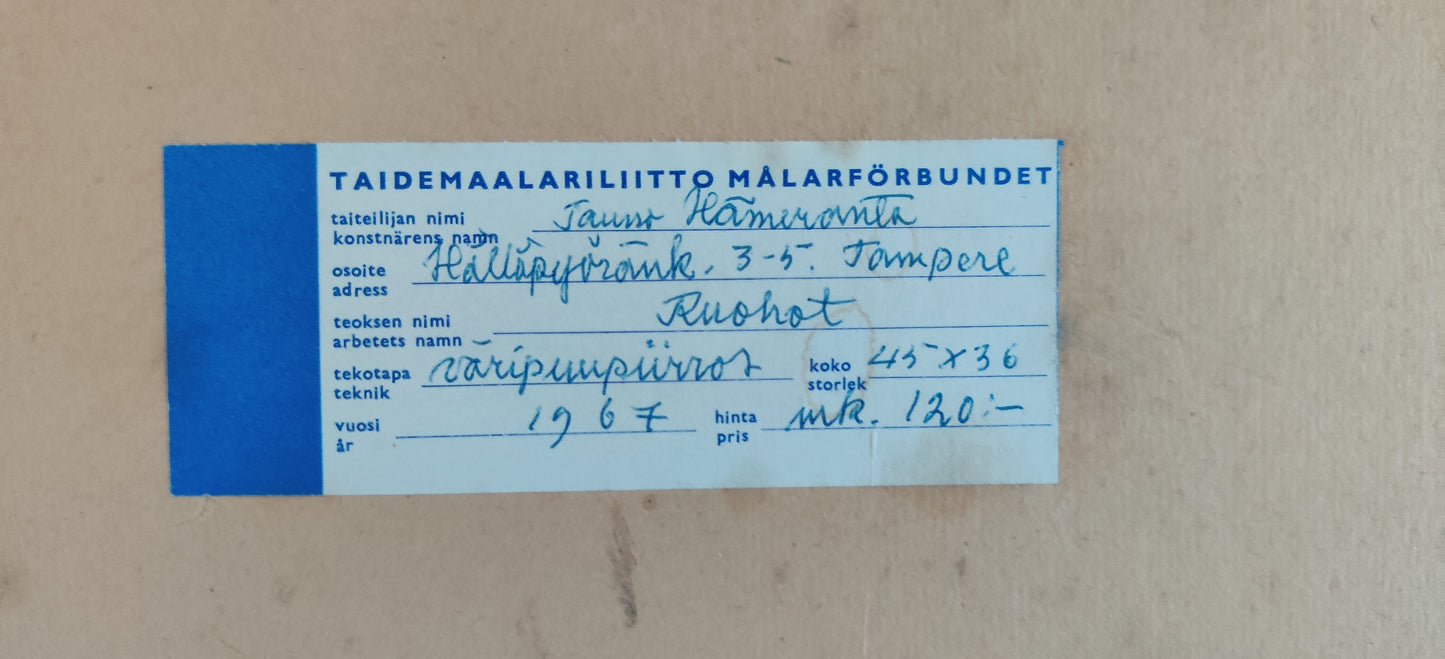 TAIDEMAALARILIITTO MÅLARFÖRBUNDET
taiteilijan nimi Tauno Hämeranta
konstnärens namn
osoite Hälläpyöränk. 3-5. Tampere
adress
teoksen nimi Ruohot
arbetets namn
tekotapa väripuupiirros koko 45 x 36
teknik storlek
vuosi 1967 hinta mk. 120:-
år pris